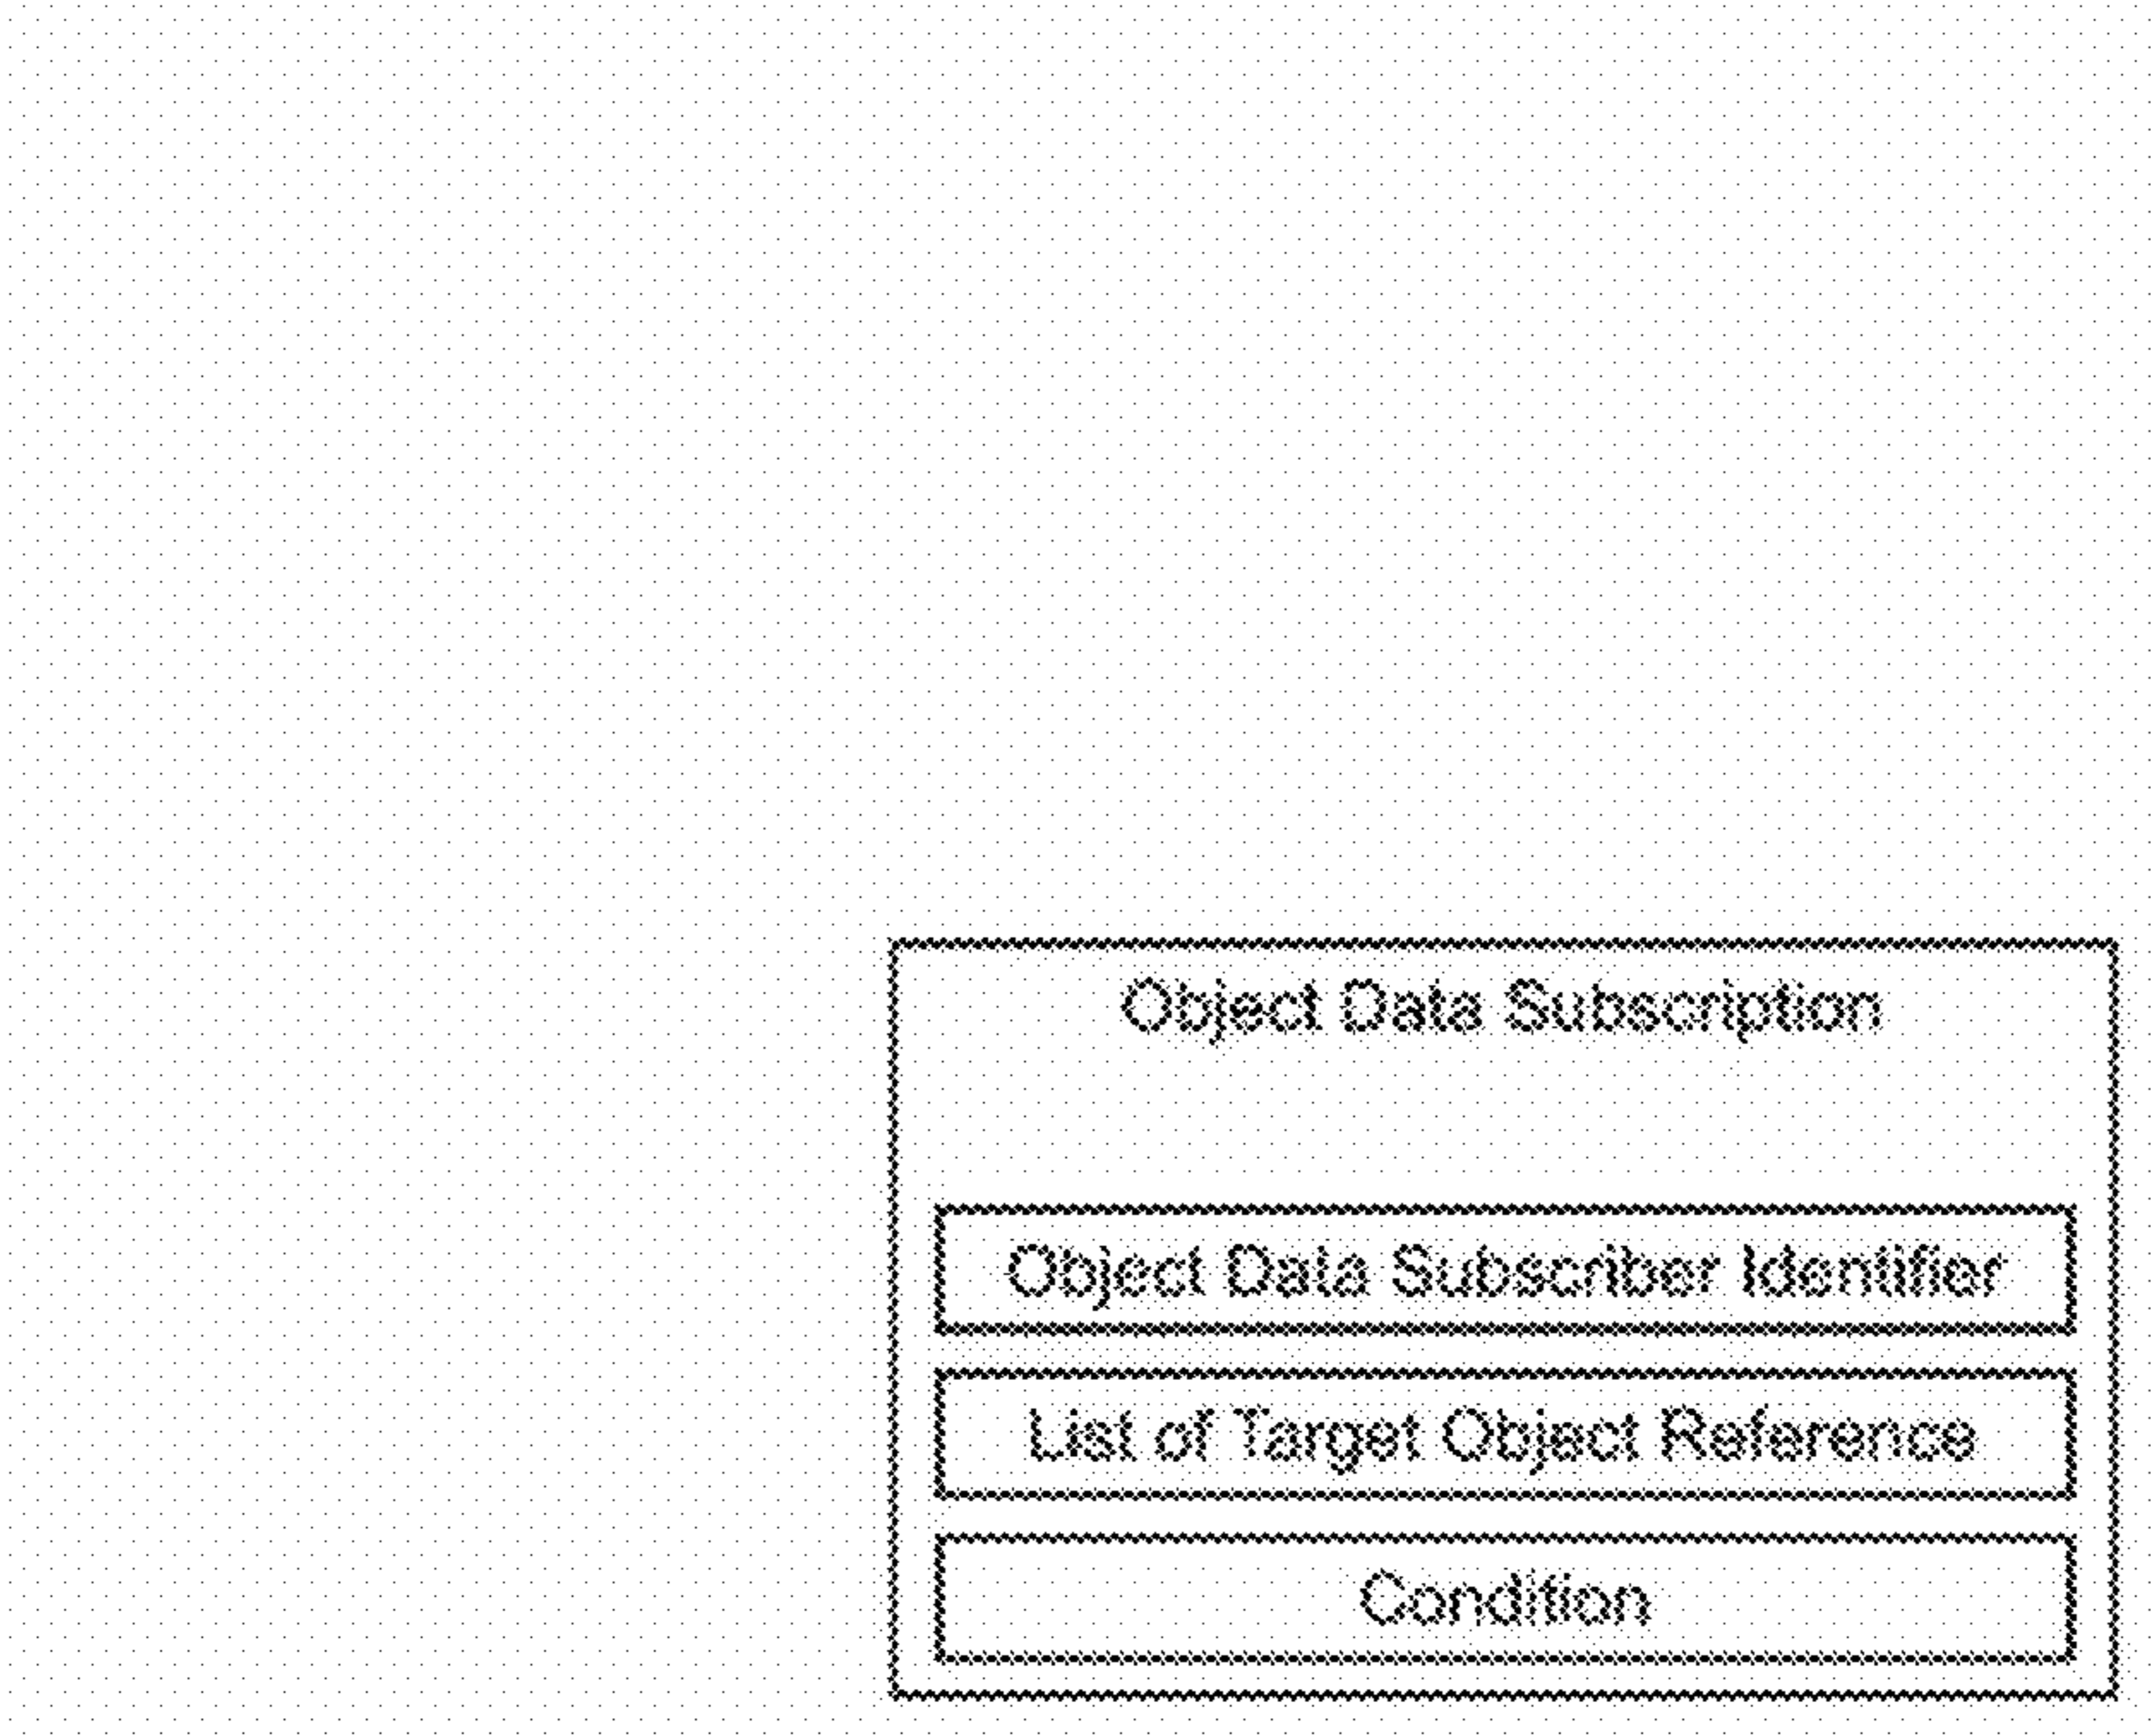 Object Data Subscription
Object Data Subscriber Identifier
List of Target Object Reference
Condition